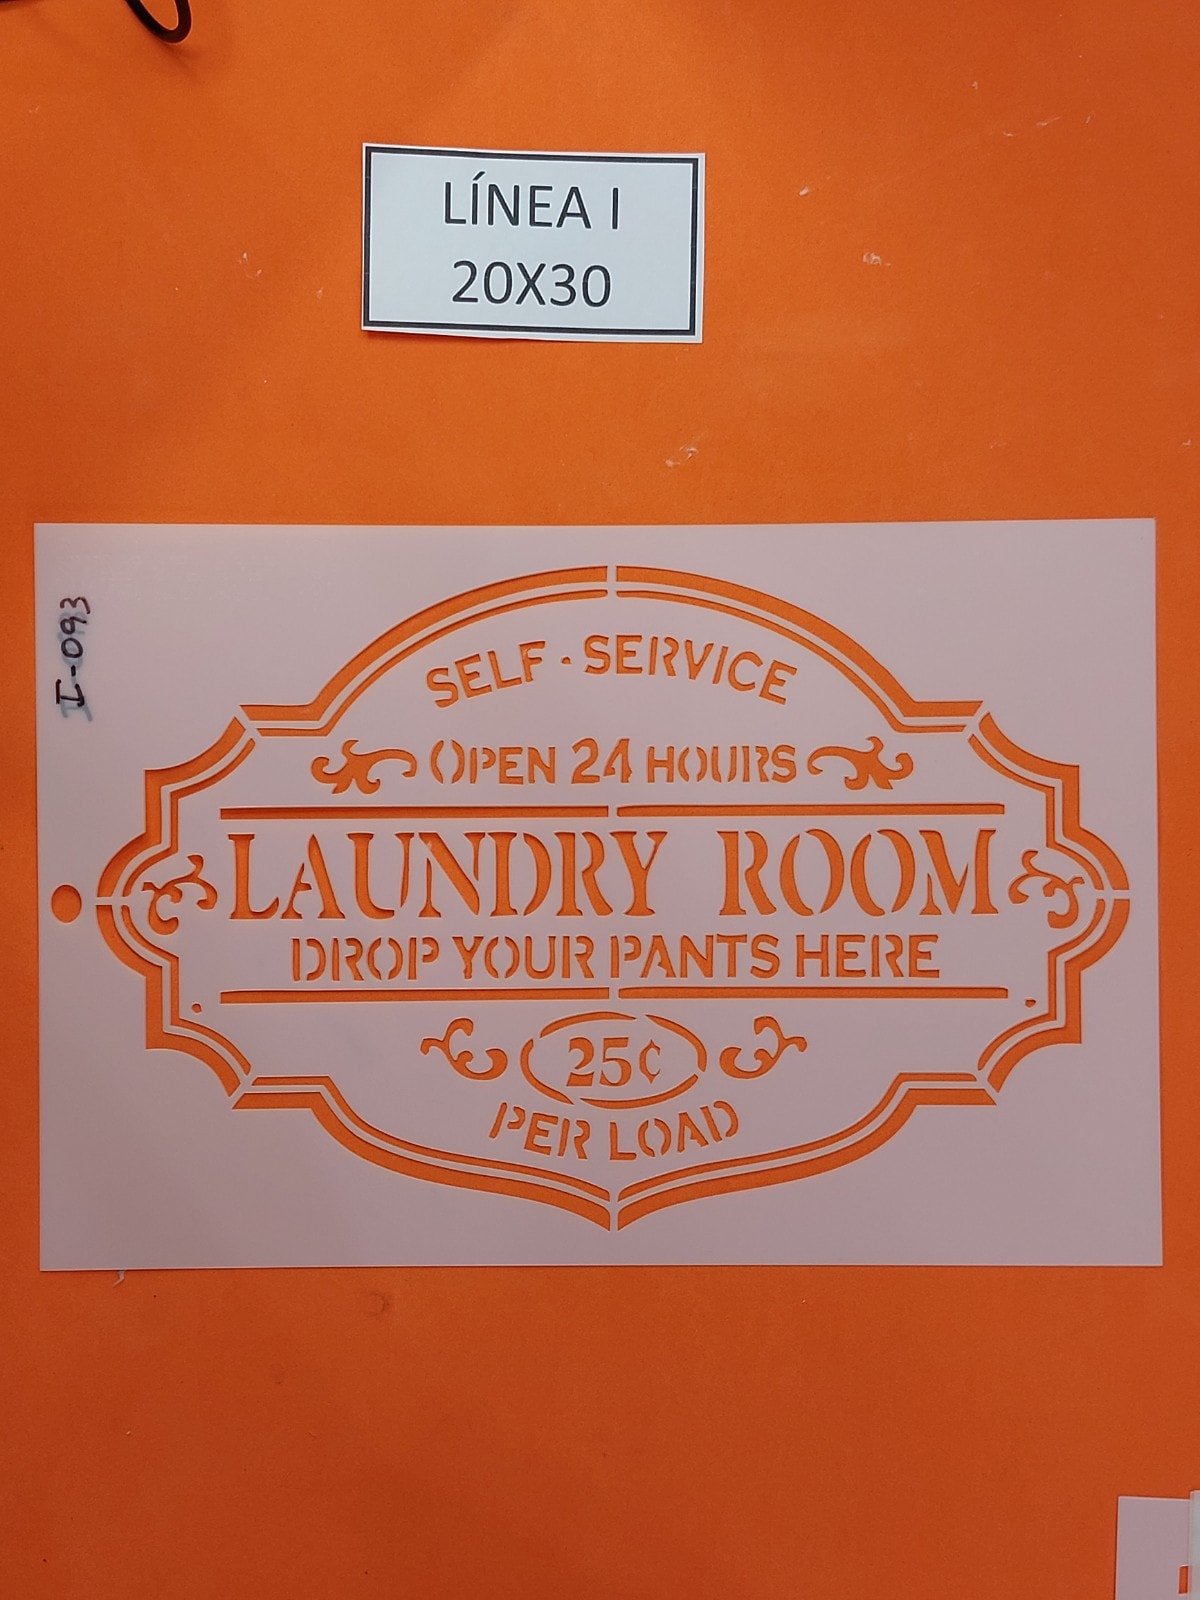 LÍNEA I
20X30
I-093
SELF-SERVICE
OPEN 24 HOURS
LAUNDRY ROOM
DROP YOUR PANTS HERE
25¢
PER LOAD